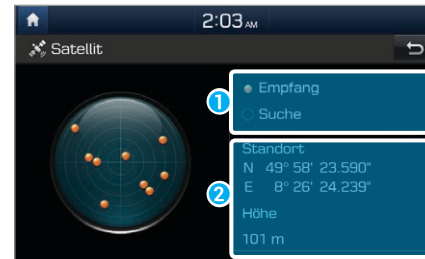 2:03 AM
Satellit
1
Empfang
Suche
2
Standort
N 49° 58' 23.590"
E 8° 26' 24.239"
Höhe
101 m